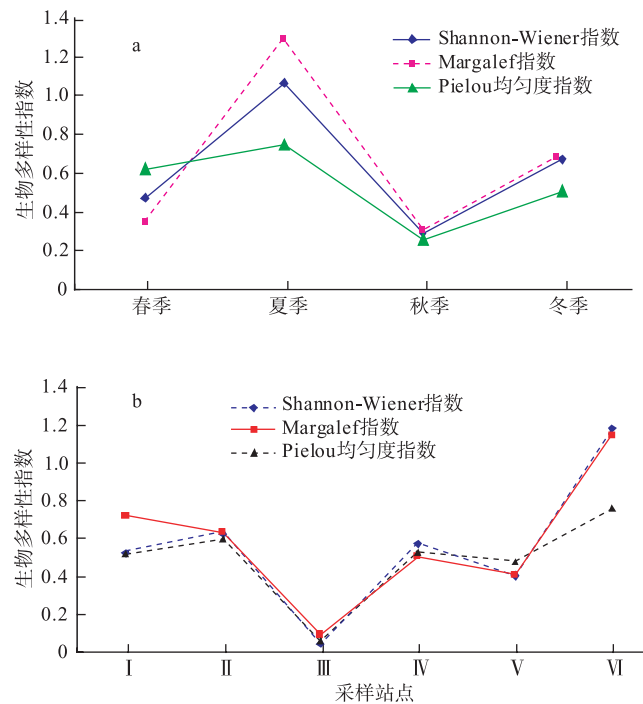 a
Shannon-Wiener指数
Margalef指数
Pielou均匀度指数
生物多样性指数
1.4
1.2
1.0
0.8
0.6
0.4
0.2
0
春季
夏季
秋季
冬季
b
Shannon-Wiener指数
Margalef指数
Pielou均匀度指数
生物多样性指数
1.4
1.2
1.0
0.8
0.6
0.4
0.2
0
Ⅰ
Ⅱ
Ⅲ
Ⅳ
Ⅴ
Ⅵ
采样站点